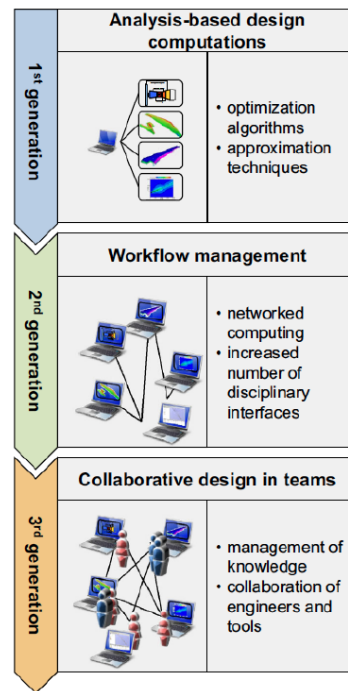 Analysis-based design
computations
1st generation
• optimization
algorithms
• approximation
techniques
Workflow management
2nd generation
• networked
computing
• increased
number of
disciplinary
interfaces
Collaborative design in teams
3rd generation
• management of
knowledge
• collaboration of
engineers and
tools